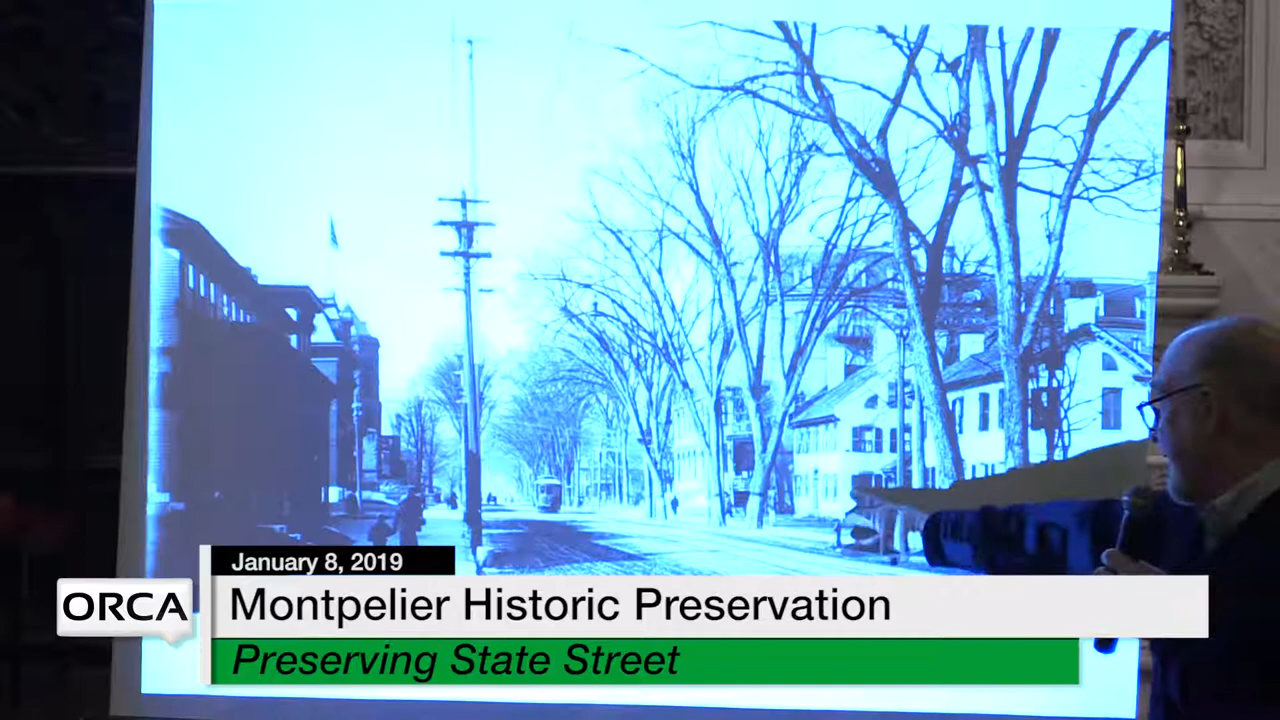 January 8, 2019
ORCA
Montpelier Historic Preservation
Preserving State Street